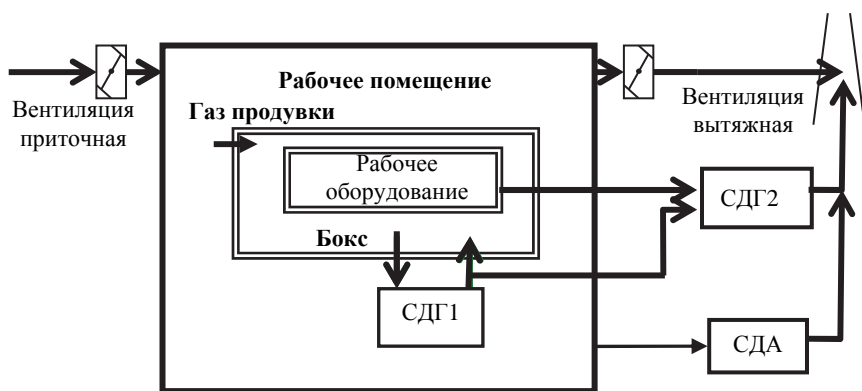 Рабочее помещение
Вентиляция
приточная
Вентиляция
вытяжная
Газ продувки
Рабочее
оборудование
СДГ2
Бокс
СДГ1
СДА